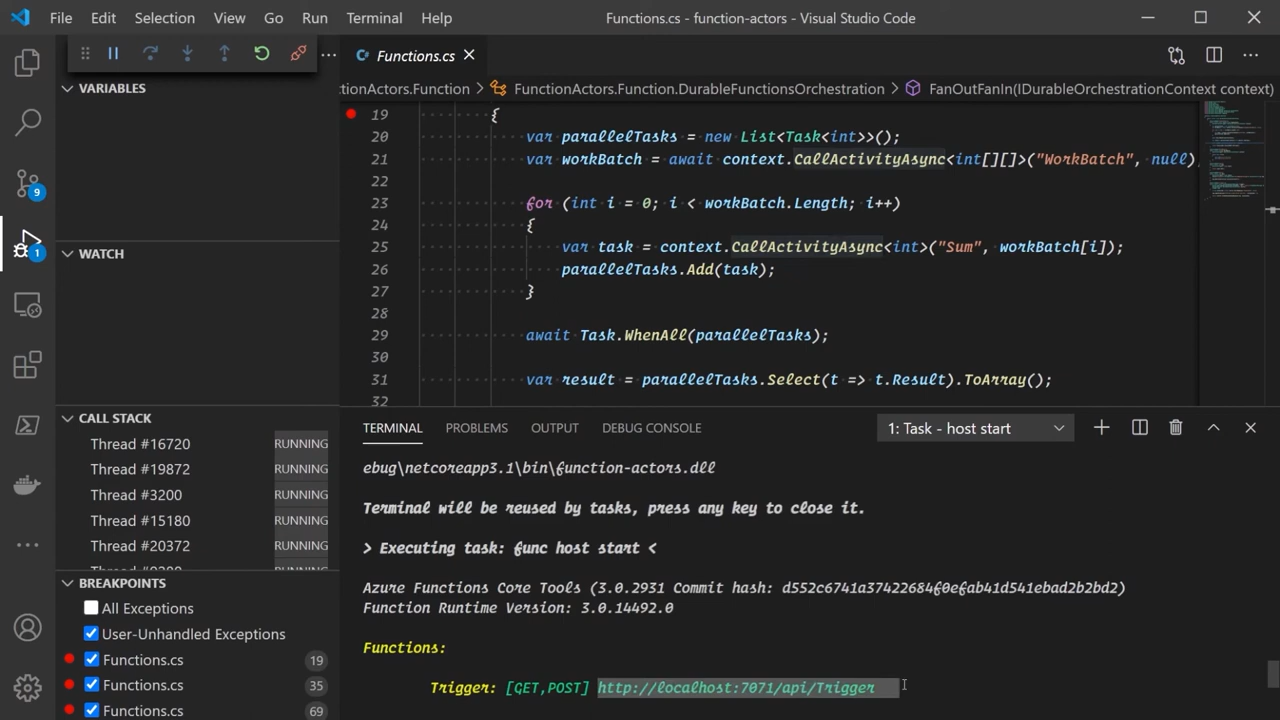 File Edit Selection View Go Run Terminal Help Functions.cs - function-actors - Visual Studio Code
Functions.cs
VARIABLES
WATCH
CALL STACK
Thread #16720 RUNNING
Thread #19872 RUNNING
Thread #3200 RUNNING
Thread #15180 RUNNING
Thread #20372 RUNNING
BREAKPOINTS
All Exceptions
User-Unhandled Exceptions
Functions.cs 19
Functions.cs 35
Functions.cs 69
9
1
ctionActors.Function FunctionActors.Function.DurableFunctionsOrchestration FanOutFanIn(IDurableOrchestrationContext context)
19 {
20 var parallelTasks = new List<Task<int>>();
21 var workBatch = await context.CallActivityAsync<int[][]>("WorkBatch", null)
22
23 for (int i = 0; i < workBatch.Length; i++)
24 {
25 var task = context.CallActivityAsync<int>("Sum", workBatch[i]);
26 parallelTasks.Add(task);
27 }
28
29 await Task.WhenAll(parallelTasks);
30
31 var result = parallelTasks.Select(t => t.Result).ToArray();
32
TERMINAL PROBLEMS OUTPUT DEBUG CONSOLE 1: Task - host start
ebug\netcoreapp3.1\bin\function-actors.dll
Terminal will be reused by tasks, press any key to close it.
> Executing task: func host start <
Azure Functions Core Tools (3.0.2931 Commit hash: d552c6741a37422684f0efab41d541ebad2b2bd2)
Function Runtime Version: 3.0.14492.0
Functions:
Trigger: [GET,POST] http://localhost:7071/api/Trigger